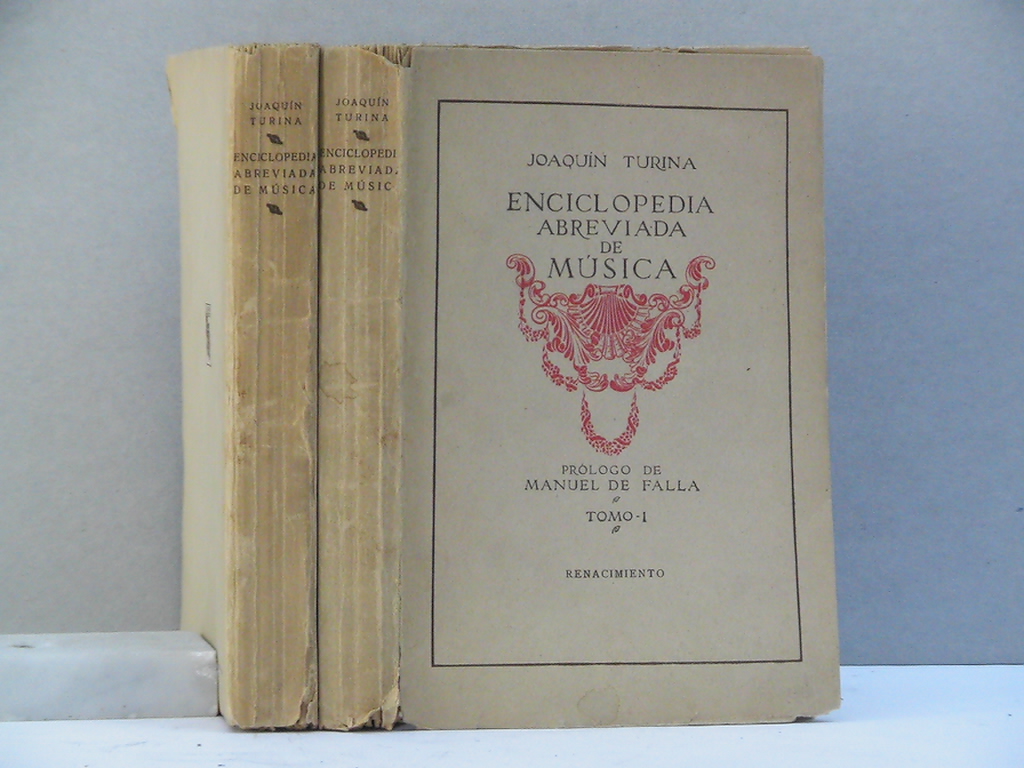 JOAQUÍN
TURINA
ENCICLOPEDIA
ABREVIADA
DE MÚSICA
JOAQUÍN
TURINA
ENCICLOPEDI
ABREVIADA
DE MÚSIC
JOAQUÍN TURINA
ENCICLOPEDIA
ABREVIADA
DE
MÚSICA
PRÓLOGO DE
MANUEL DE FALLA
TOMO-I
RENACIMIENTO